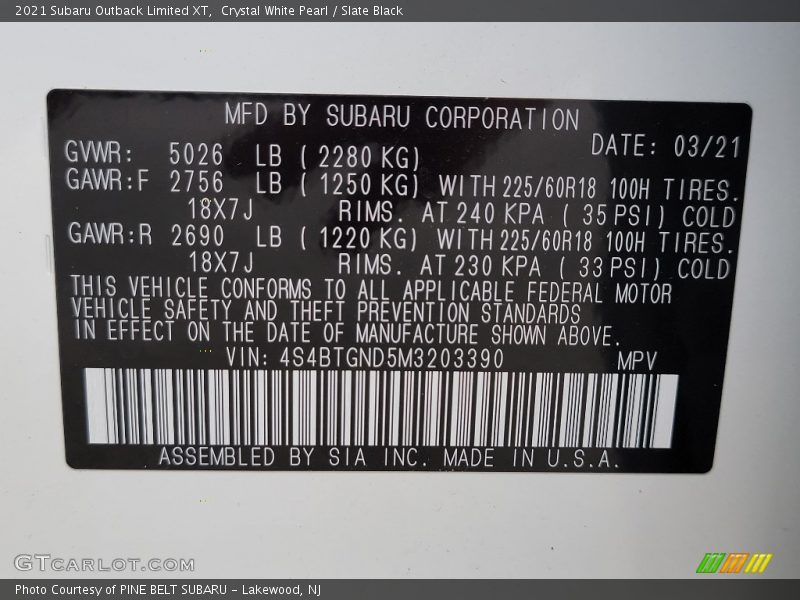 2021 Subaru Outback Limited XT, Crystal White Pearl / Slate Black
MFD BY SUBARU CORPORATION
DATE: 03/21
GVWR: 5026 LB ( 2280 KG)
GAWR:F 2756 LB ( 1250 KG) WITH 225/60R18 100H TIRES.
18X7J RIMS. AT 240 KPA ( 35 PSI) COLD
GAWR:R 2690 LB ( 1220 KG) WITH 225/60R18 100H TIRES.
18X7J RIMS. AT 230 KPA ( 33 PSI) COLD
THIS VEHICLE CONFORMS TO ALL APPLICABLE FEDERAL MOTOR
VEHICLE SAFETY AND THEFT PREVENTION STANDARDS
IN EFFECT ON THE DATE OF MANUFACTURE SHOWN ABOVE.
VIN: 4S4BTGND5M3203390 MPV
ASSEMBLED BY SIA INC. MADE IN U.S.A.
GTCARLOT.COM
Photo Courtesy of PINE BELT SUBARU - Lakewood, NJ